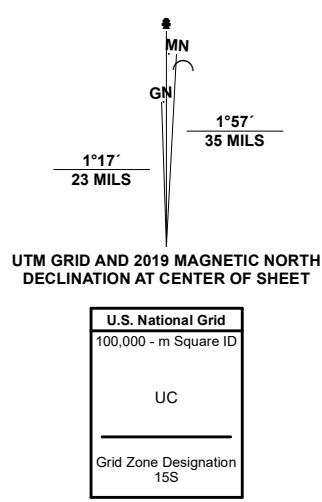 MN
GN
1°57´
35 MILS
1°17´
23 MILS
UTM GRID AND 2019 MAGNETIC NORTH
DECLINATION AT CENTER OF SHEET
U.S. National Grid
100,000 - m Square ID
UC
Grid Zone Designation
15S